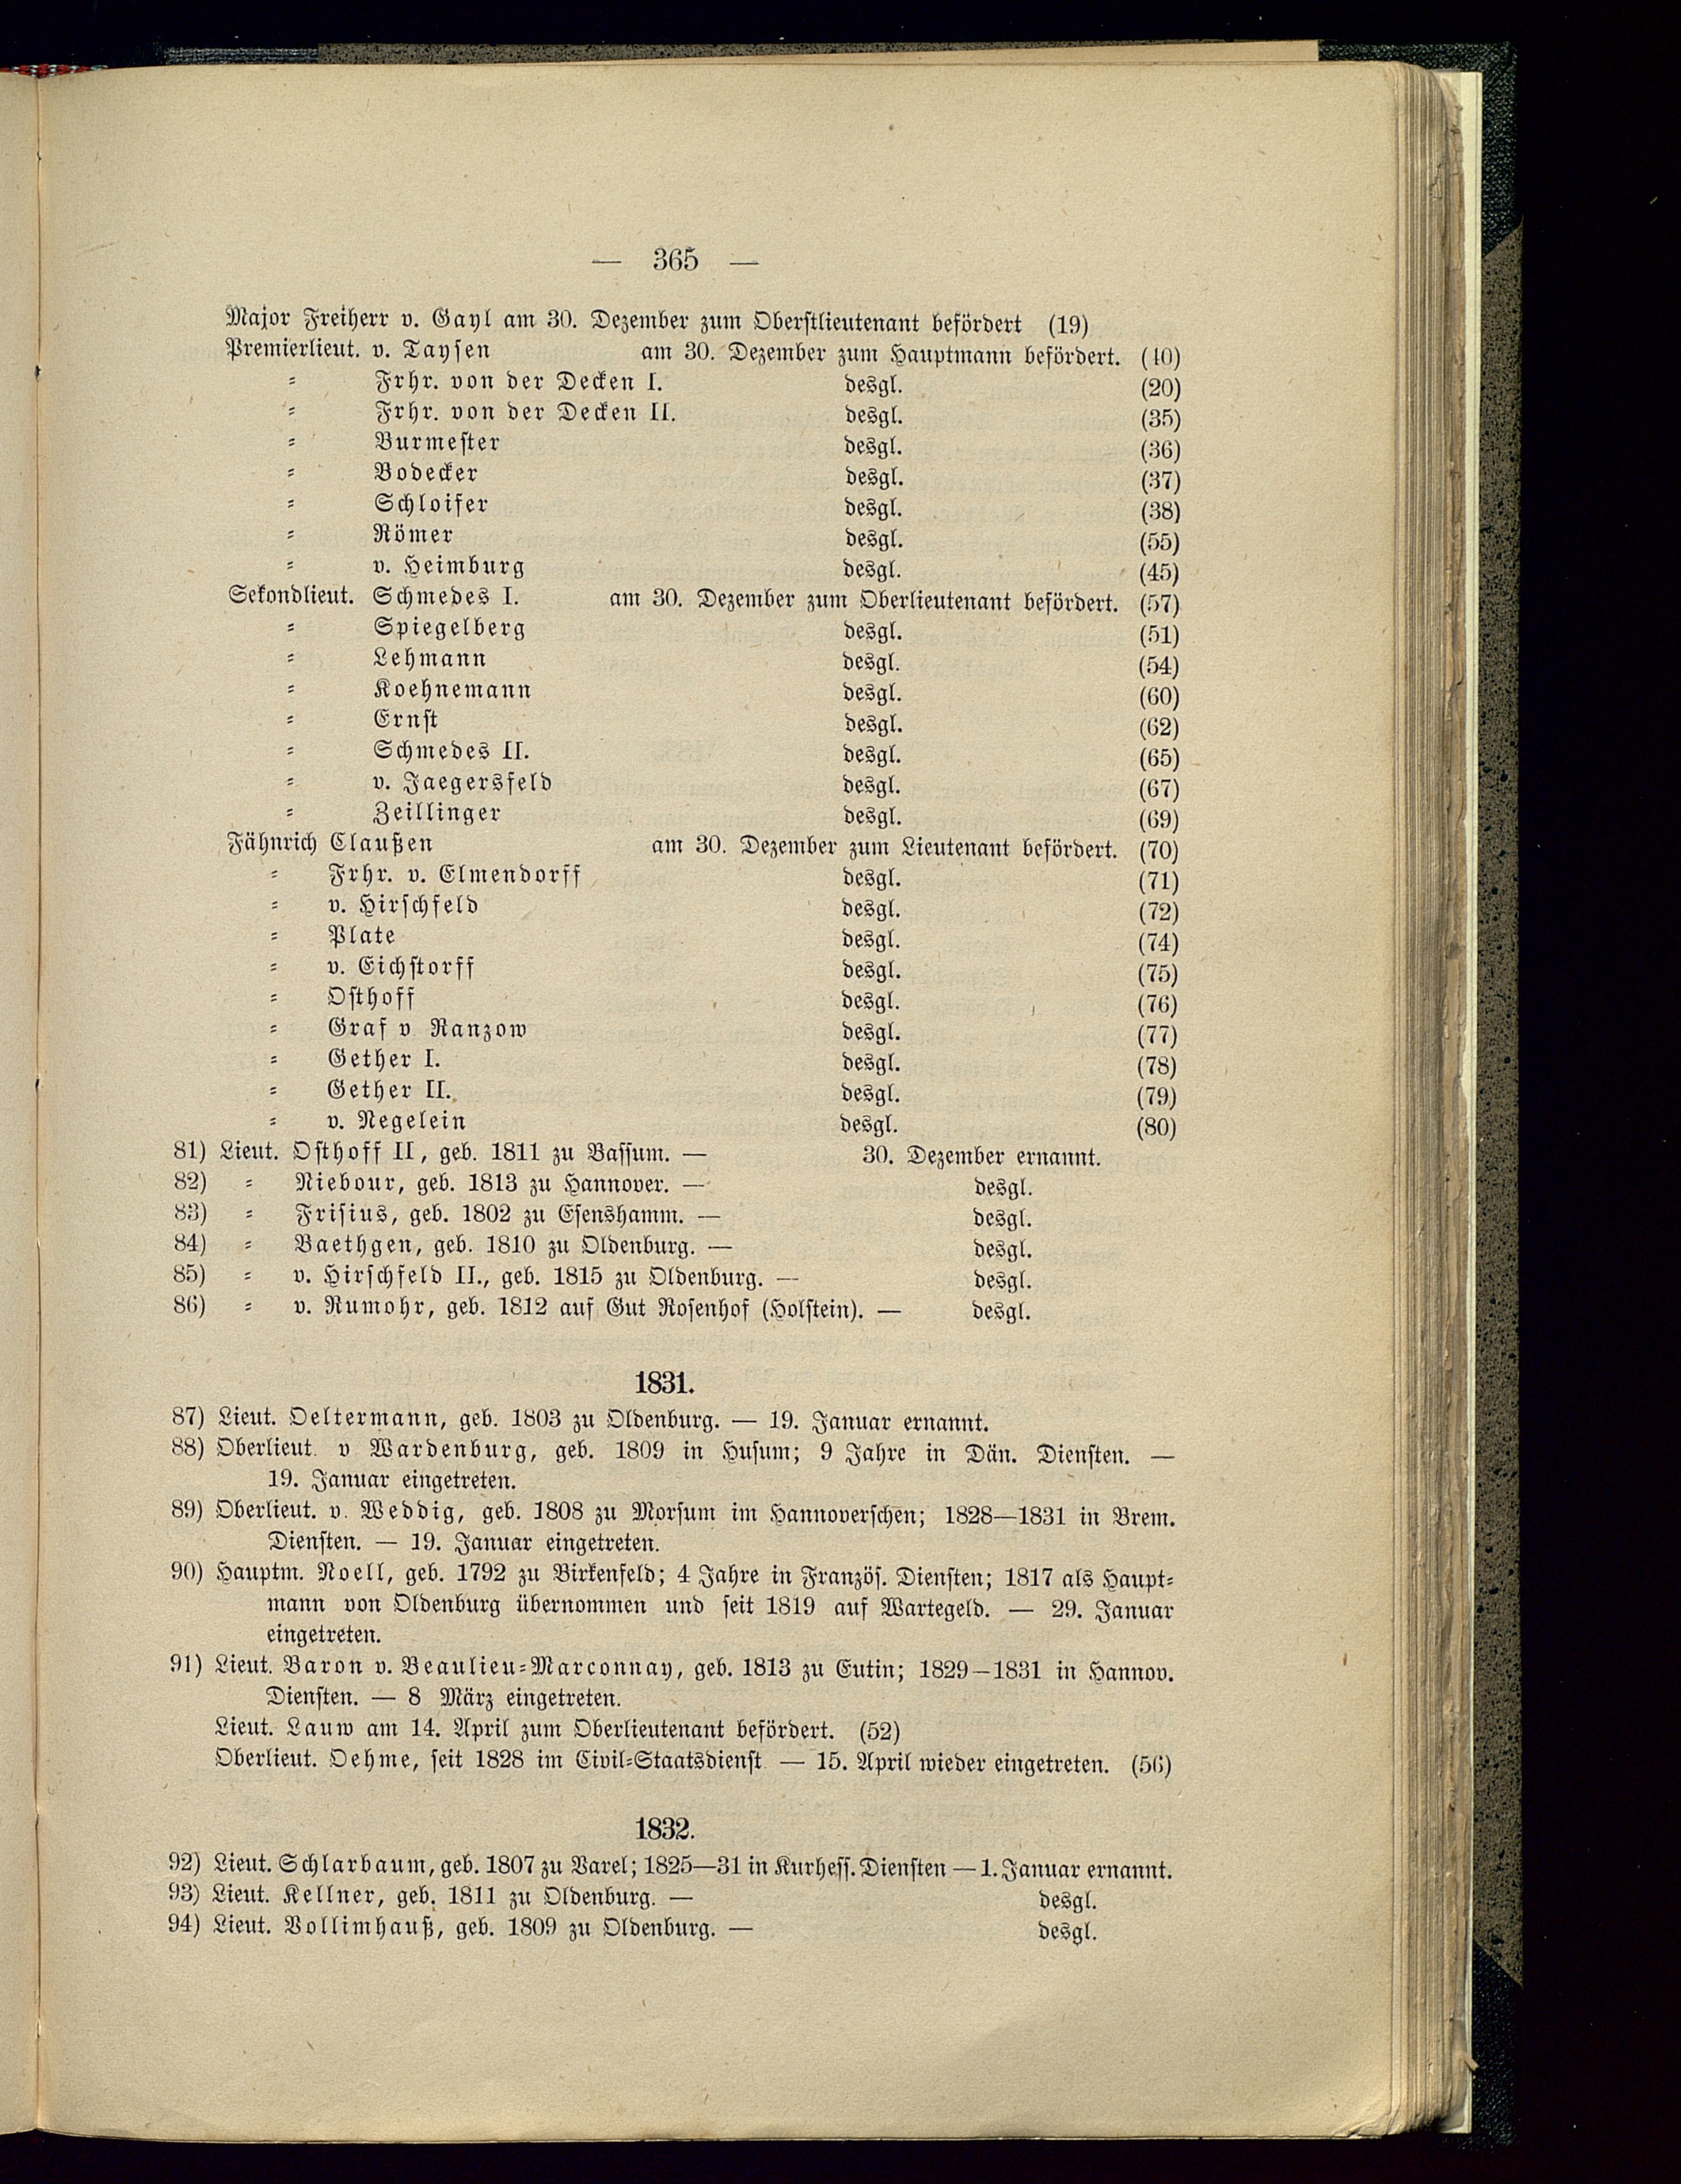 — 365 —
Major Freiherr v. Gayl am 30. Dezember zum Oberstlieutenant befördert (19)
Premierlieut. v. Taysen am 30. Dezember zum Hauptmann befördert. (40)
= Frhr. von der Decken I. desgl. (20)
= Frhr. von der Decken II. desgl. (35)
= Burmester desgl. (36)
= Bodecker desgl. (37)
= Schloifer desgl. (38)
= Römer desgl. (55)
= v. Heimburg desgl. (45)
Sekondlieut. Schmedes I. am 30. Dezember zum Oberlieutenant befördert. (57)
= Spiegelberg desgl. (51)
= Lehmann desgl. (54)
= Koehnemann desgl. (60)
= Ernst desgl. (62)
= Schmedes II. desgl. (65)
= v. Jaegersfeld desgl. (67)
= Zeillinger desgl. (69)
Fähnrich Claußen am 30. Dezember zum Lieutenant befördert. (70)
= Frhr. v. Elmendorff desgl. (71)
= v. Hirschfeld desgl. (72)
= Plate desgl. (74)
= v. Eichstorff desgl. (75)
= Osthoff desgl. (76)
= Graf v Ranzow desgl. (77)
= Gether I. desgl. (78)
= Gether II. desgl. (79)
= v. Negelein desgl. (80)
81) Lieut. Osthoff II, geb. 1811 zu Bassum. — 30. Dezember ernannt.
82) = Niebour, geb. 1813 zu Hannover. — desgl.
83) = Frisius, geb. 1802 zu Esenshamm. — desgl.
84) = Baethgen, geb. 1810 zu Oldenburg. — desgl.
85) = v. Hirschfeld II., geb. 1815 zu Oldenburg. — desgl.
86) = v. Rumohr, geb. 1812 auf Gut Rosenhof (Holstein). — desgl.
1831.
87) Lieut. Oeltermann, geb. 1803 zu Oldenburg. — 19. Januar ernannt.
88) Oberlieut. v Wardenburg, geb. 1809 in Husum; 9 Jahre in Dän. Diensten. —
19. Januar eingetreten.
89) Oberlieut. v. Weddig, geb. 1808 zu Morsum im Hannoverschen; 1828—1831 in Brem.
Diensten. — 19. Januar eingetreten.
90) Hauptm. Noell, geb. 1792 zu Birkenfeld; 4 Jahre in Französ. Diensten; 1817 als Haupt=
mann von Oldenburg übernommen und seit 1819 auf Wartegeld. — 29. Januar
eingetreten.
91) Lieut. Baron v. Beaulieu=Marconnay, geb. 1813 zu Eutin; 1829—1831 in Hannov.
Diensten. — 8 März eingetreten.
Lieut. Lauw am 14. April zum Oberlieutenant befördert. (52)
Oberlieut. Oehme, seit 1828 im Civil=Staatsdienst — 15. April wieder eingetreten. (56)
1832.
92) Lieut. Schlarbaum, geb. 1807 zu Varel; 1825—31 in Kurhess. Diensten — 1. Januar ernannt.
93) Lieut. Kellner, geb. 1811 zu Oldenburg. — desgl.
94) Lieut. Vollimhauß, geb. 1809 zu Oldenburg. — desgl.